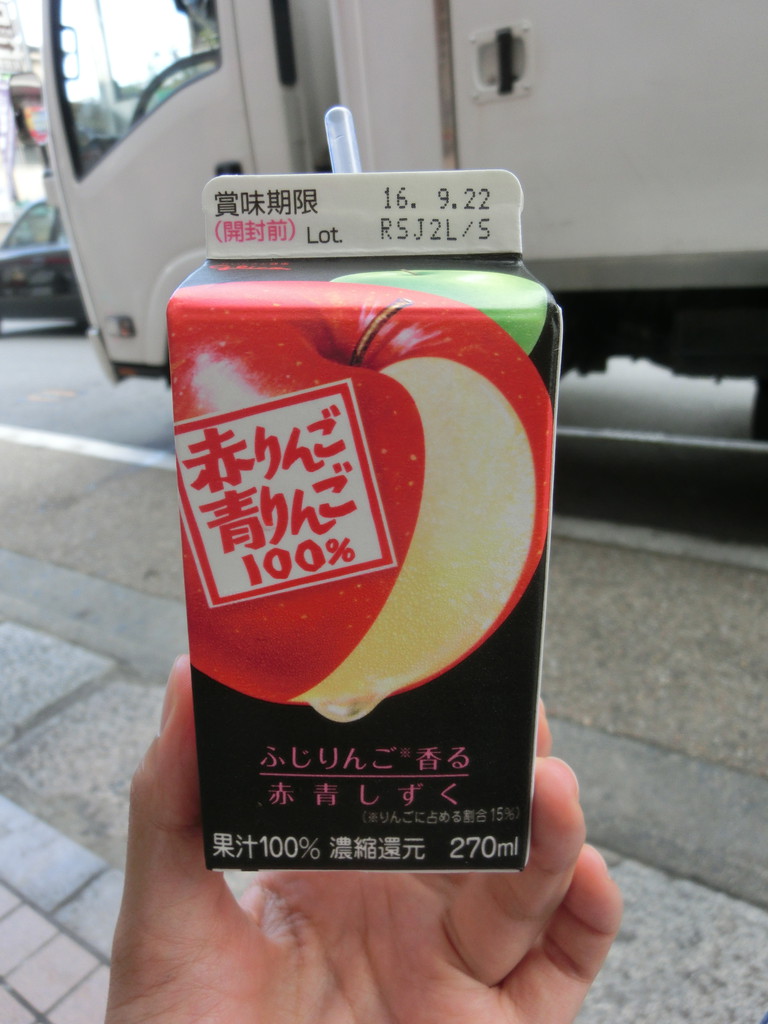 賞味期限 16. 9.22
(開封前) Lot. RSJ2L/S
赤りんご
青りんご
100%
ふじりんご※香る
赤青しずく
(※りんごに占める割合15%)
果汁100% 濃縮還元 270ml